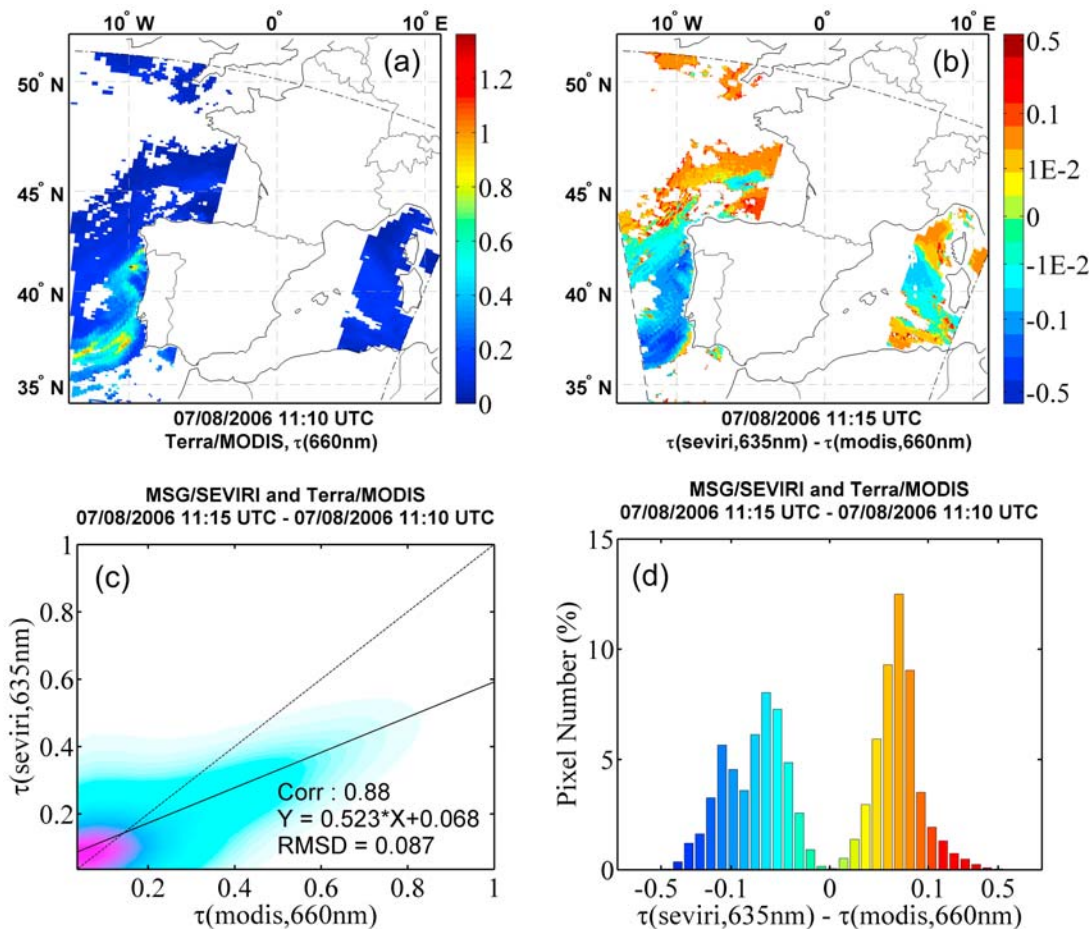 10° W 0° 10° E
(a)
50° N
45° N
40° N
35° N
1.2
1
0.8
0.6
0.4
0.2
0
07/08/2006 11:10 UTC
Terra/MODIS, τ(660nm)
10° W 0° 10° E
(b)
50° N
45° N
40° N
35° N
0.5
0.1
1E-2
0
-1E-2
-0.1
-0.5
07/08/2006 11:15 UTC
τ(seviri,635nm) - τ(modis,660nm)
MSG/SEVIRI and Terra/MODIS
07/08/2006 11:15 UTC - 07/08/2006 11:10 UTC
(c)
τ(seviri,635nm)
1
0.8
0.6
0.4
0.2
Corr : 0.88
Y = 0.523*X+0.068
RMSD = 0.087
0.2 0.4 0.6 0.8 1
τ(modis,660nm)
MSG/SEVIRI and Terra/MODIS
07/08/2006 11:15 UTC - 07/08/2006 11:10 UTC
(d)
Pixel Number (%)
15
10
5
0
-0.5 -0.1 0 0.1 0.5
τ(seviri,635nm) - τ(modis,660nm)